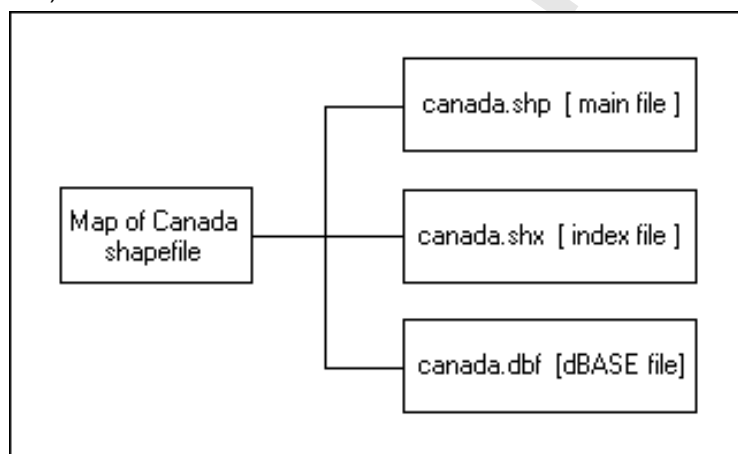 canada.shp [ main file ]
Map of Canada
shapefile
canada.shx [ index file ]
canada.dbf [dBASE file]